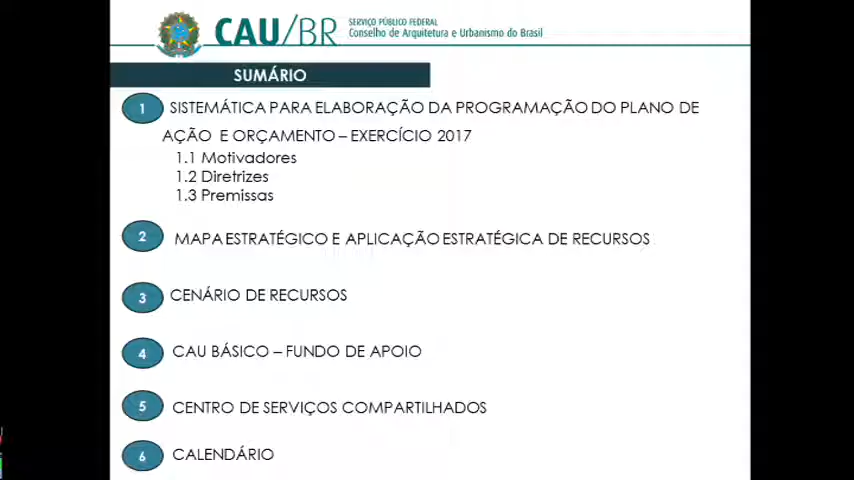 CAU/BR
SERVIÇO PÚBLICO FEDERAL
Conselho de Arquitetura e Urbanismo do Brasil
SUMÁRIO
1 SISTEMÁTICA PARA ELABORAÇÃO DA PROGRAMAÇÃO DO PLANO DE
AÇÃO E ORÇAMENTO – EXERCÍCIO 2017
1.1 Motivadores
1.2 Diretrizes
1.3 Premissas
2 MAPA ESTRATÉGICO E APLICAÇÃO ESTRATÉGICA DE RECURSOS
3 CENÁRIO DE RECURSOS
4 CAU BÁSICO – FUNDO DE APOIO
5 CENTRO DE SERVIÇOS COMPARTILHADOS
6 CALENDÁRIO